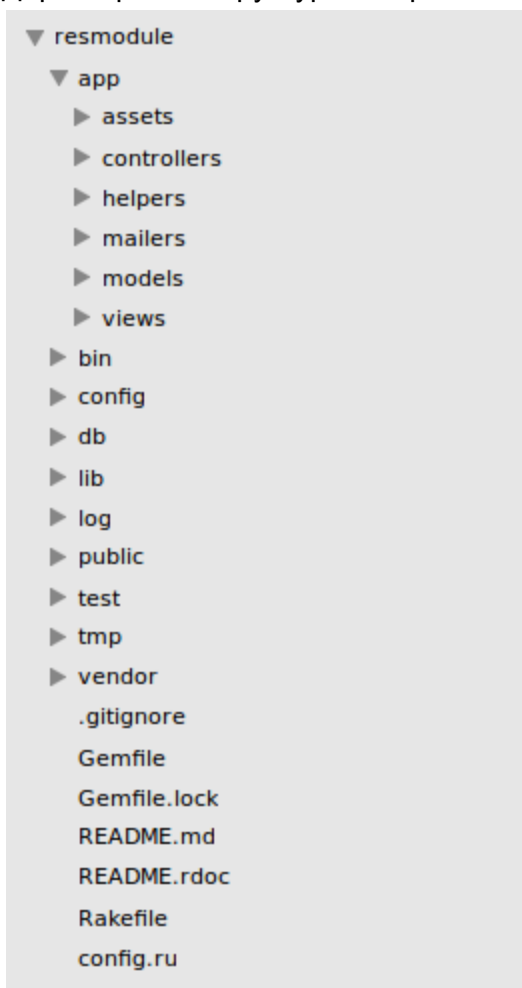 resmodule
app
assets
controllers
helpers
mailers
models
views
bin
config
db
lib
log
public
test
tmp
vendor
.gitignore
Gemfile
Gemfile.lock
README.md
README.rdoc
Rakefile
config.ru